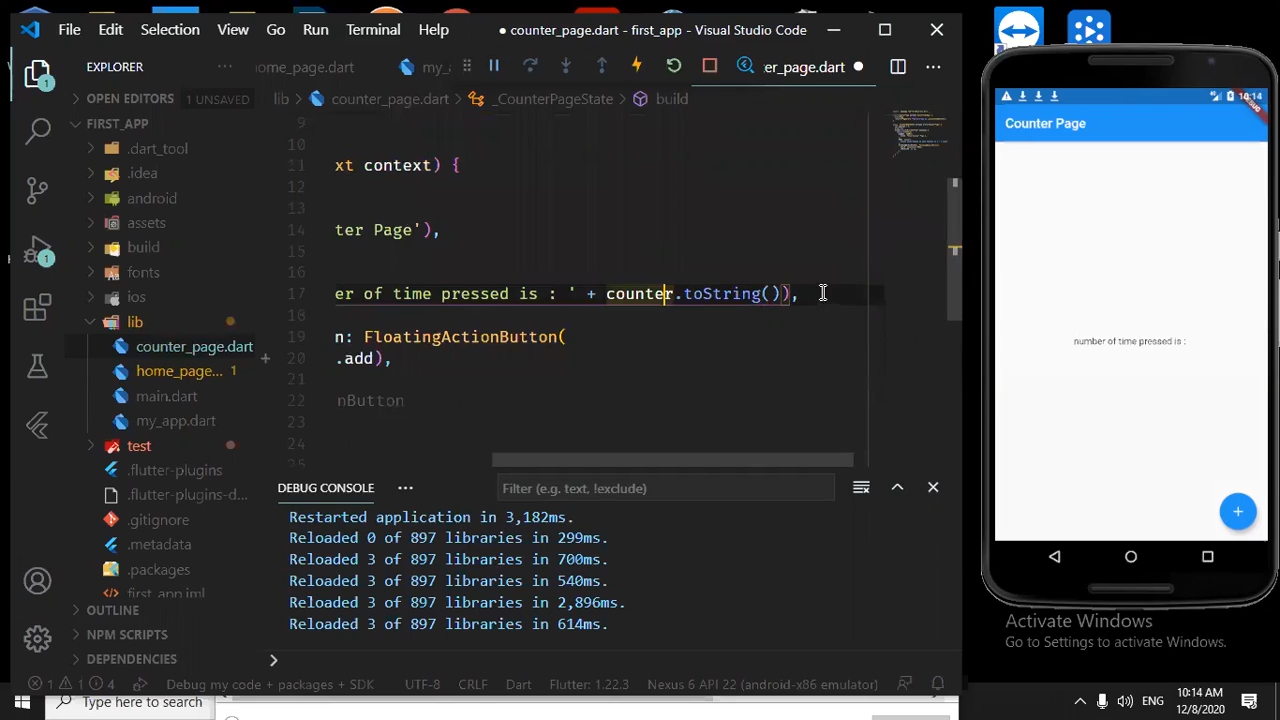 File Edit Selection View Go Run Terminal Help
● counter_page.dart - first_app - Visual Studio Code
EXPLORER
OPEN EDITORS 1 UNSAVED
FIRST_APP
.dart_tool
.idea
android
assets
build
fonts
ios
lib
counter_page.dart
home_page... 1
main.dart
my_app.dart
test
.flutter-plugins
.flutter-plugins-d...
.gitignore
.metadata
.packages
first_app.iml
OUTLINE
NPM SCRIPTS
DEPENDENCIES
1
1
ome_page.dart my_ er_page.dart ●
lib > counter_page.dart > _CounterPageState > build
9
10
11 xt context) {
12
13
14 ter Page'),
15
16
17 er of time pressed is : ' + counter.toString()),
18
19 n: FloatingActionButton(
20 .add),
21
22 nButton
23
24
25
DEBUG CONSOLE ... Filter (e.g. text, !exclude)
Restarted application in 3,182ms.
Reloaded 0 of 897 libraries in 299ms.
Reloaded 3 of 897 libraries in 700ms.
Reloaded 3 of 897 libraries in 540ms.
Reloaded 3 of 897 libraries in 2,896ms.
Reloaded 3 of 897 libraries in 614ms.
>
1 1 4 Debug my code + packages + SDK UTF-8 CRLF Dart Flutter: 1.22.3 Nexus 6 API 22 (android-x86 emulator)
10:14
DEBUG
Counter Page
number of time pressed is :
+
Activate Windows
Go to Settings to activate Windows.
Type here to search
ENG
10:14 AM
12/8/2020